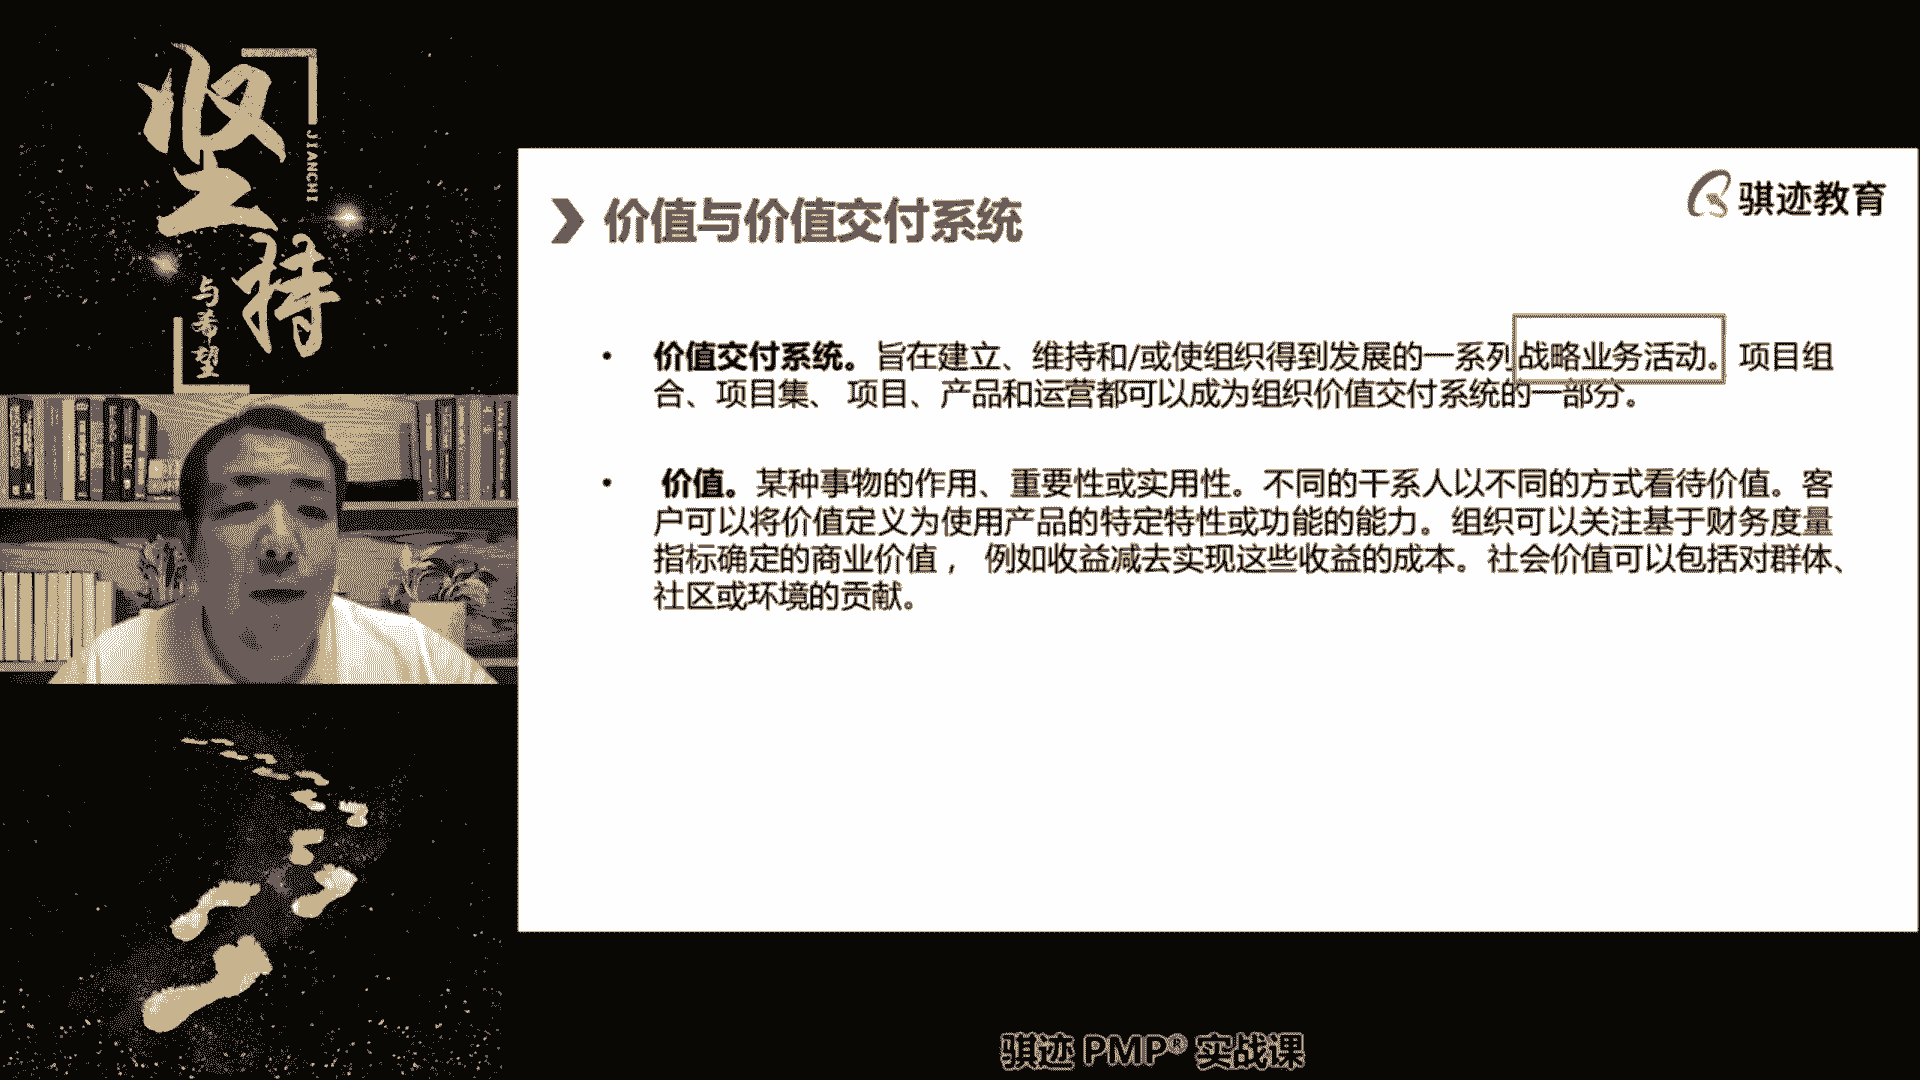 坚持
JIANCHI
与希望
骐迹教育
价值与价值交付系统
• 价值交付系统。旨在建立、维持和/或使组织得到发展的一系列战略业务活动。项目组
合、项目集、 项目、产品和运营都可以成为组织价值交付系统的一部分。
• 价值。某种事物的作用、重要性或实用性。不同的干系人以不同的方式看待价值。客
户可以将价值定义为使用产品的特定特性或功能的能力。组织可以关注基于财务度量
指标确定的商业价值， 例如收益减去实现这些收益的成本。社会价值可以包括对群体、
社区或环境的贡献。
骐迹 PMP® 实战课